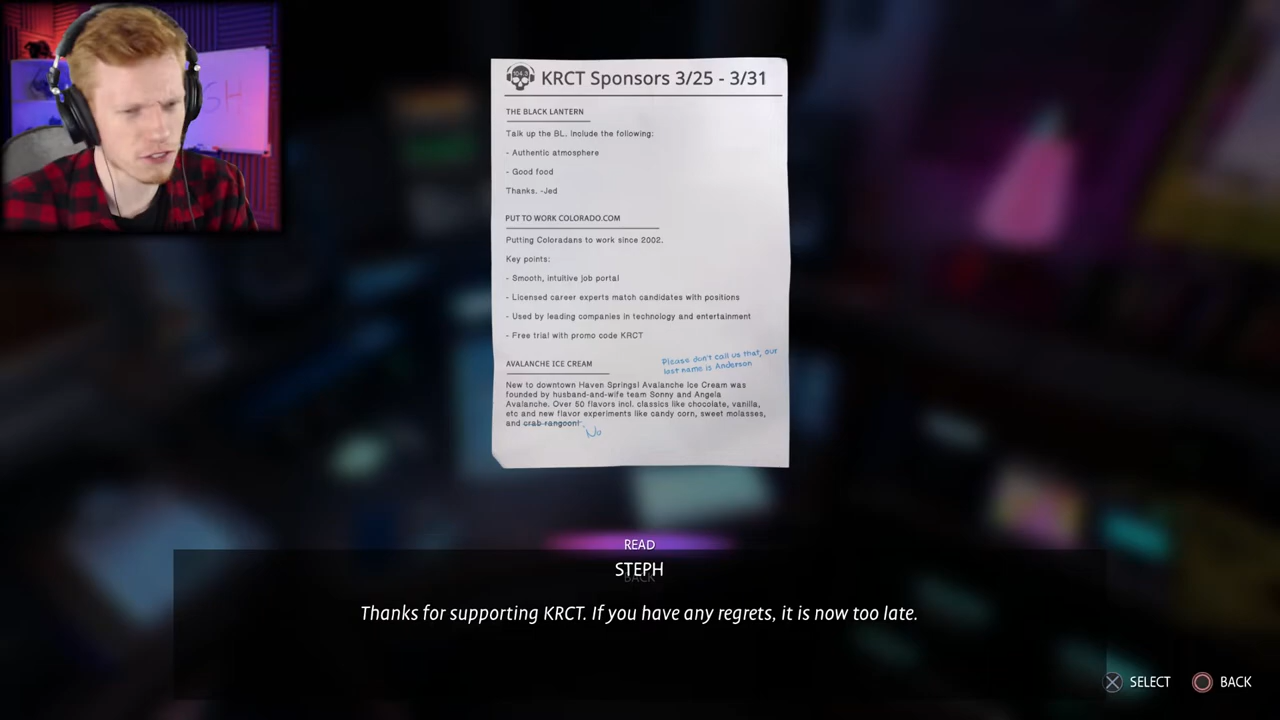 KRCT Sponsors 3/25 - 3/31
THE BLACK LANTERN
Talk up the BL. Include the following:
- Authentic atmosphere
- Good food
Thanks. -Jed
PUT TO WORK COLORADO.COM
Putting Coloradans to work since 2002.
Key points:
- Smooth, intuitive job portal
- Licensed career experts match candidates with positions
- Used by leading companies in technology and entertainment
- Free trial with promo code KRCT
Please don't call us that, our
last name is Anderson
AVALANCHE ICE CREAM
New to downtown Haven Springs! Avalanche Ice Cream was
founded by husband-and-wife team Sonny and Angela
Avalanche. Over 50 flavors incl. classics like chocolate, vanilla,
etc and new flavor experiments like candy corn, sweet molasses,
and crab rangoon!
No
READ
STEPH
BACK
Thanks for supporting KRCT. If you have any regrets, it is now too late.
SELECT
BACK